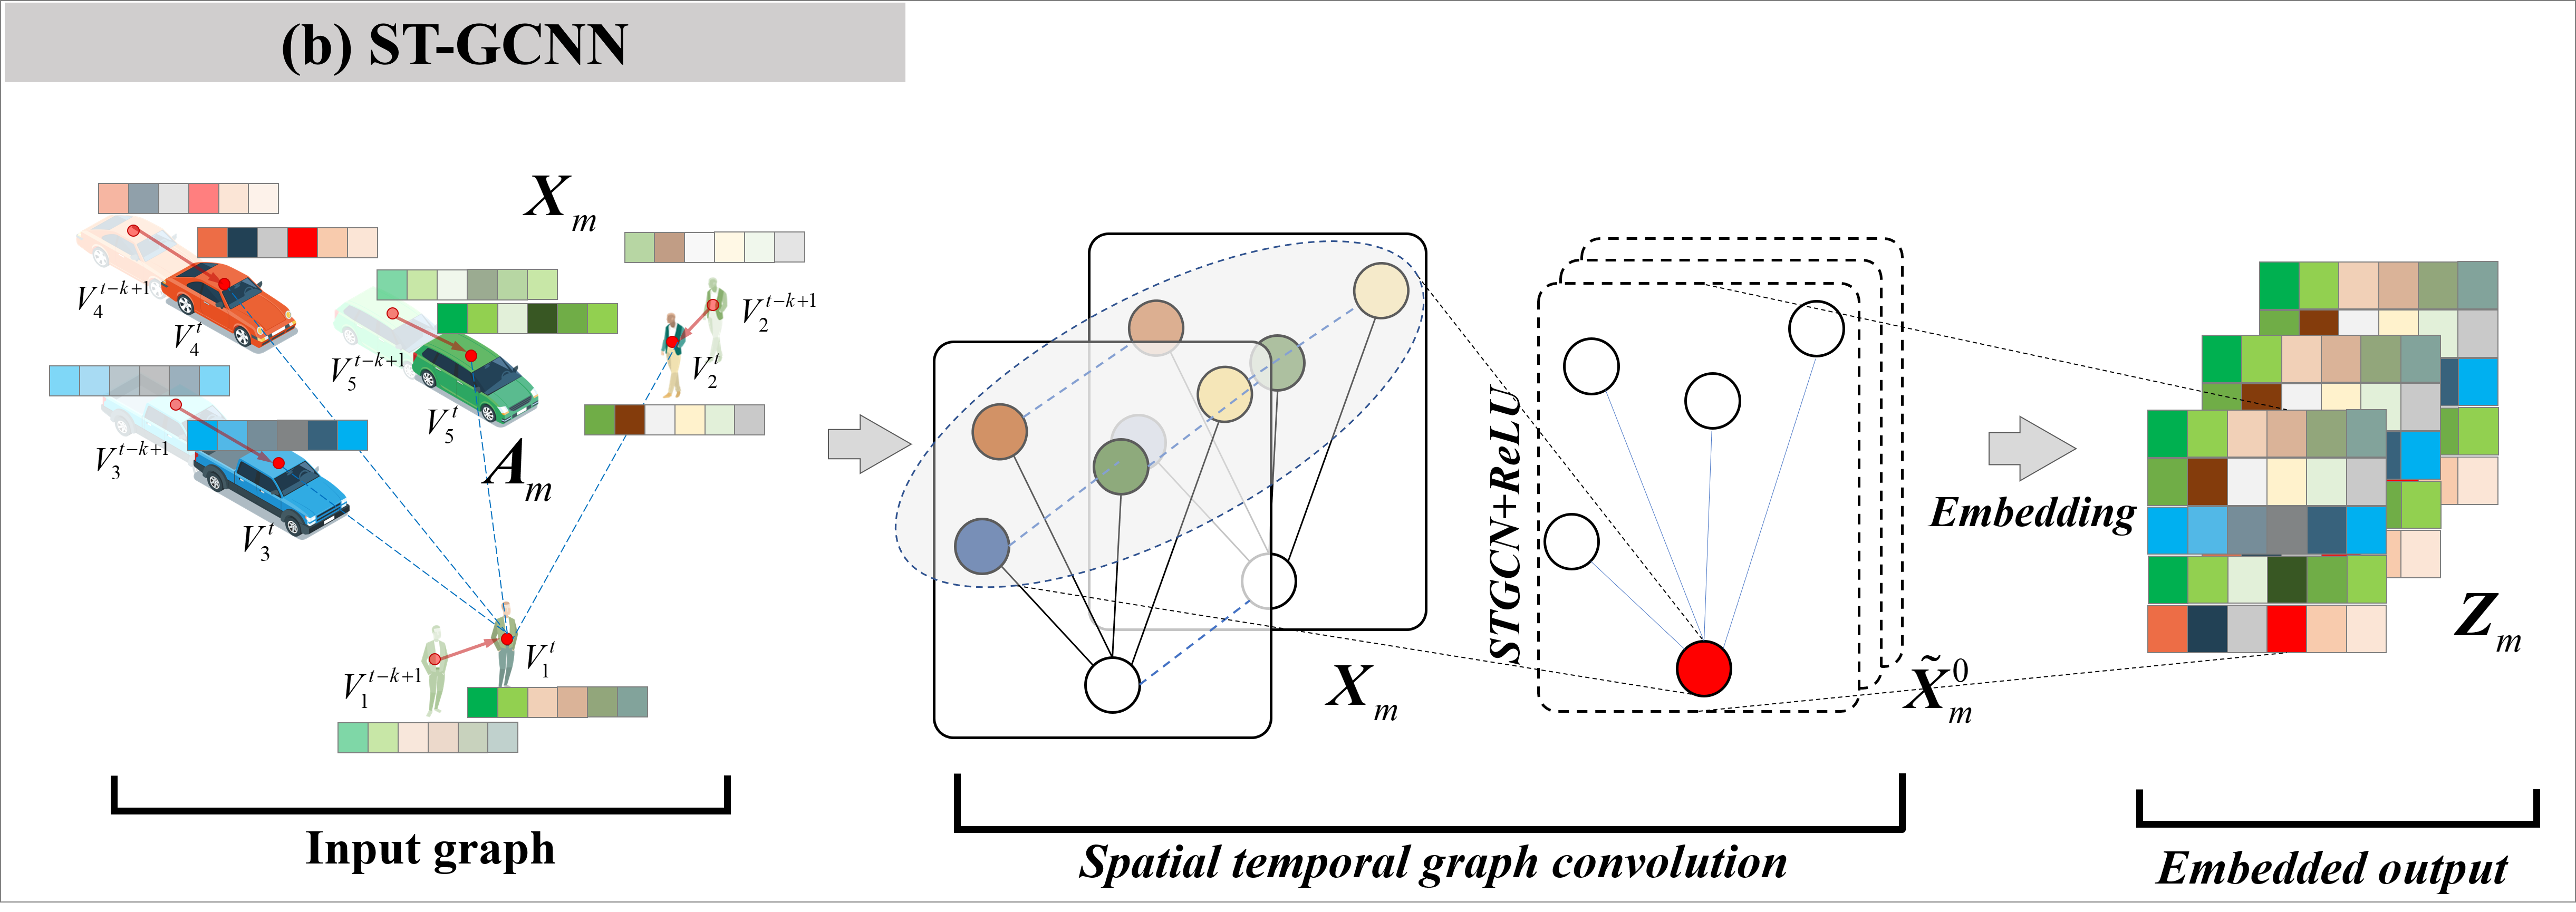 (b) ST-GCNN
X_m
V_4^{t-k+1}
V_4^t
V_5^{t-k+1}
V_5^t
V_2^{t-k+1}
V_2^t
A_m
V_3^{t-k+1}
V_3^t
V_1^{t-k+1}
V_1^t
Input graph
X_m
STGCN+ReLU
X̃_m^0
Spatial temporal graph convolution
Embedding
Z_m
Embedded output